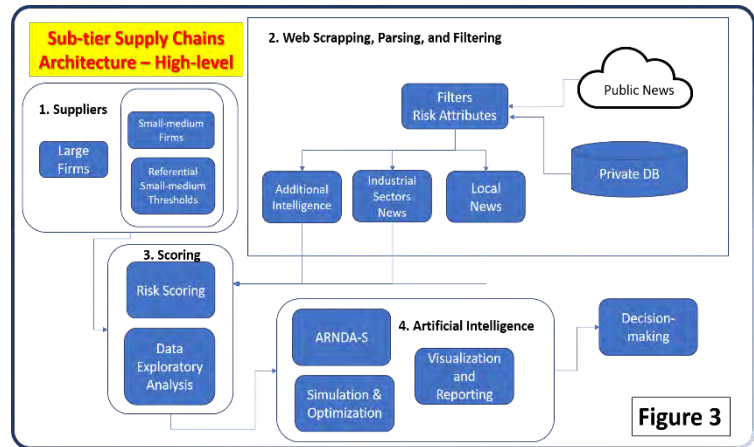 Sub-tier Supply Chains
Architecture – High-level
2. Web Scrapping, Parsing, and Filtering
Filters
Risk Attributes
Public News
Private DB
Additional
Intelligence
Industrial
Sectors
News
Local
News
1. Suppliers
Large
Firms
Small-medium
Firms
Referential
Small-medium
Thresholds
3. Scoring
Risk Scoring
Data
Exploratory
Analysis
4. Artificial Intelligence
ARNDA-S
Simulation &
Optimization
Visualization
and
Reporting
Decision-
making
Figure 3